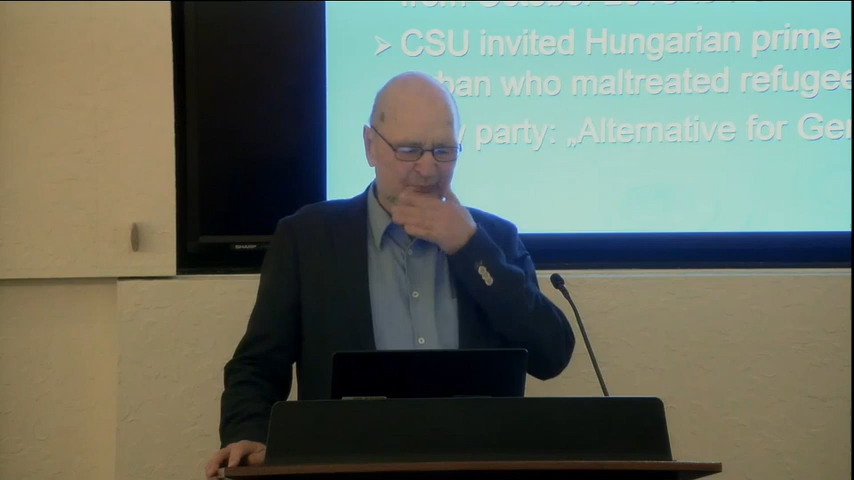 ➢ CSU invited Hungarian prime
ban who maltreated refugee
party: „Alternative for Ger
SHARP